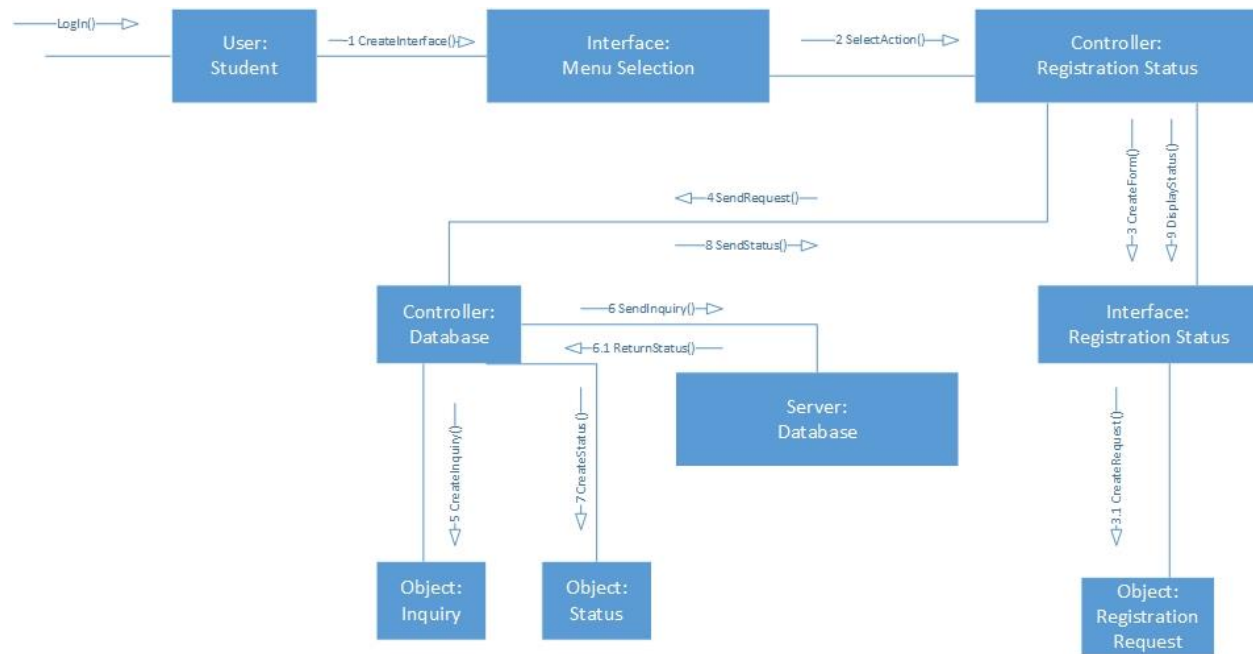 LogIn()
User:
Student
1 CreateInterface()
Interface:
Menu Selection
2 SelectAction()
Controller:
Registration Status
3 CreateForm()
9 DisplayStatus()
4 SendRequest()
8 SendStatus()
Controller:
Database
6 SendInquiry()
6.1 ReturnStatus()
Server:
Database
Interface:
Registration Status
5 CreateInquiry()
7 CreateStatus()
3.1 CreateRequest()
Object:
Inquiry
Object:
Status
Object:
Registration
Request